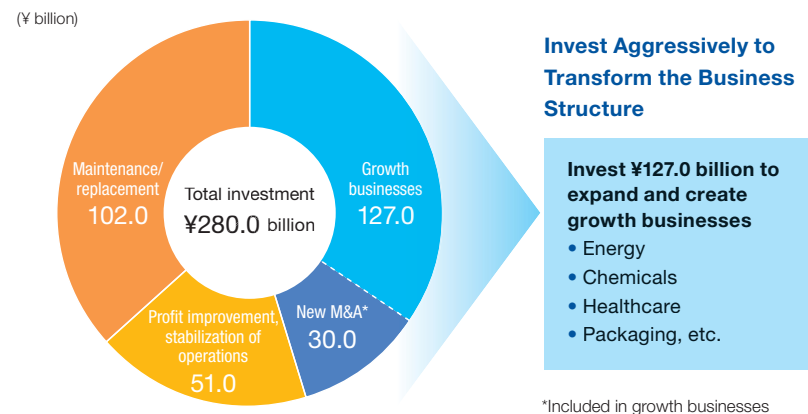 (¥ billion)
Maintenance/
replacement
102.0
Total investment
¥280.0 billion
Growth
businesses
127.0
New M&A*
30.0
Profit improvement,
stabilization of
operations
51.0
Invest Aggressively to
Transform the Business
Structure
Invest ¥127.0 billion to
expand and create
growth businesses
• Energy
• Chemicals
• Healthcare
• Packaging, etc.
*Included in growth businesses